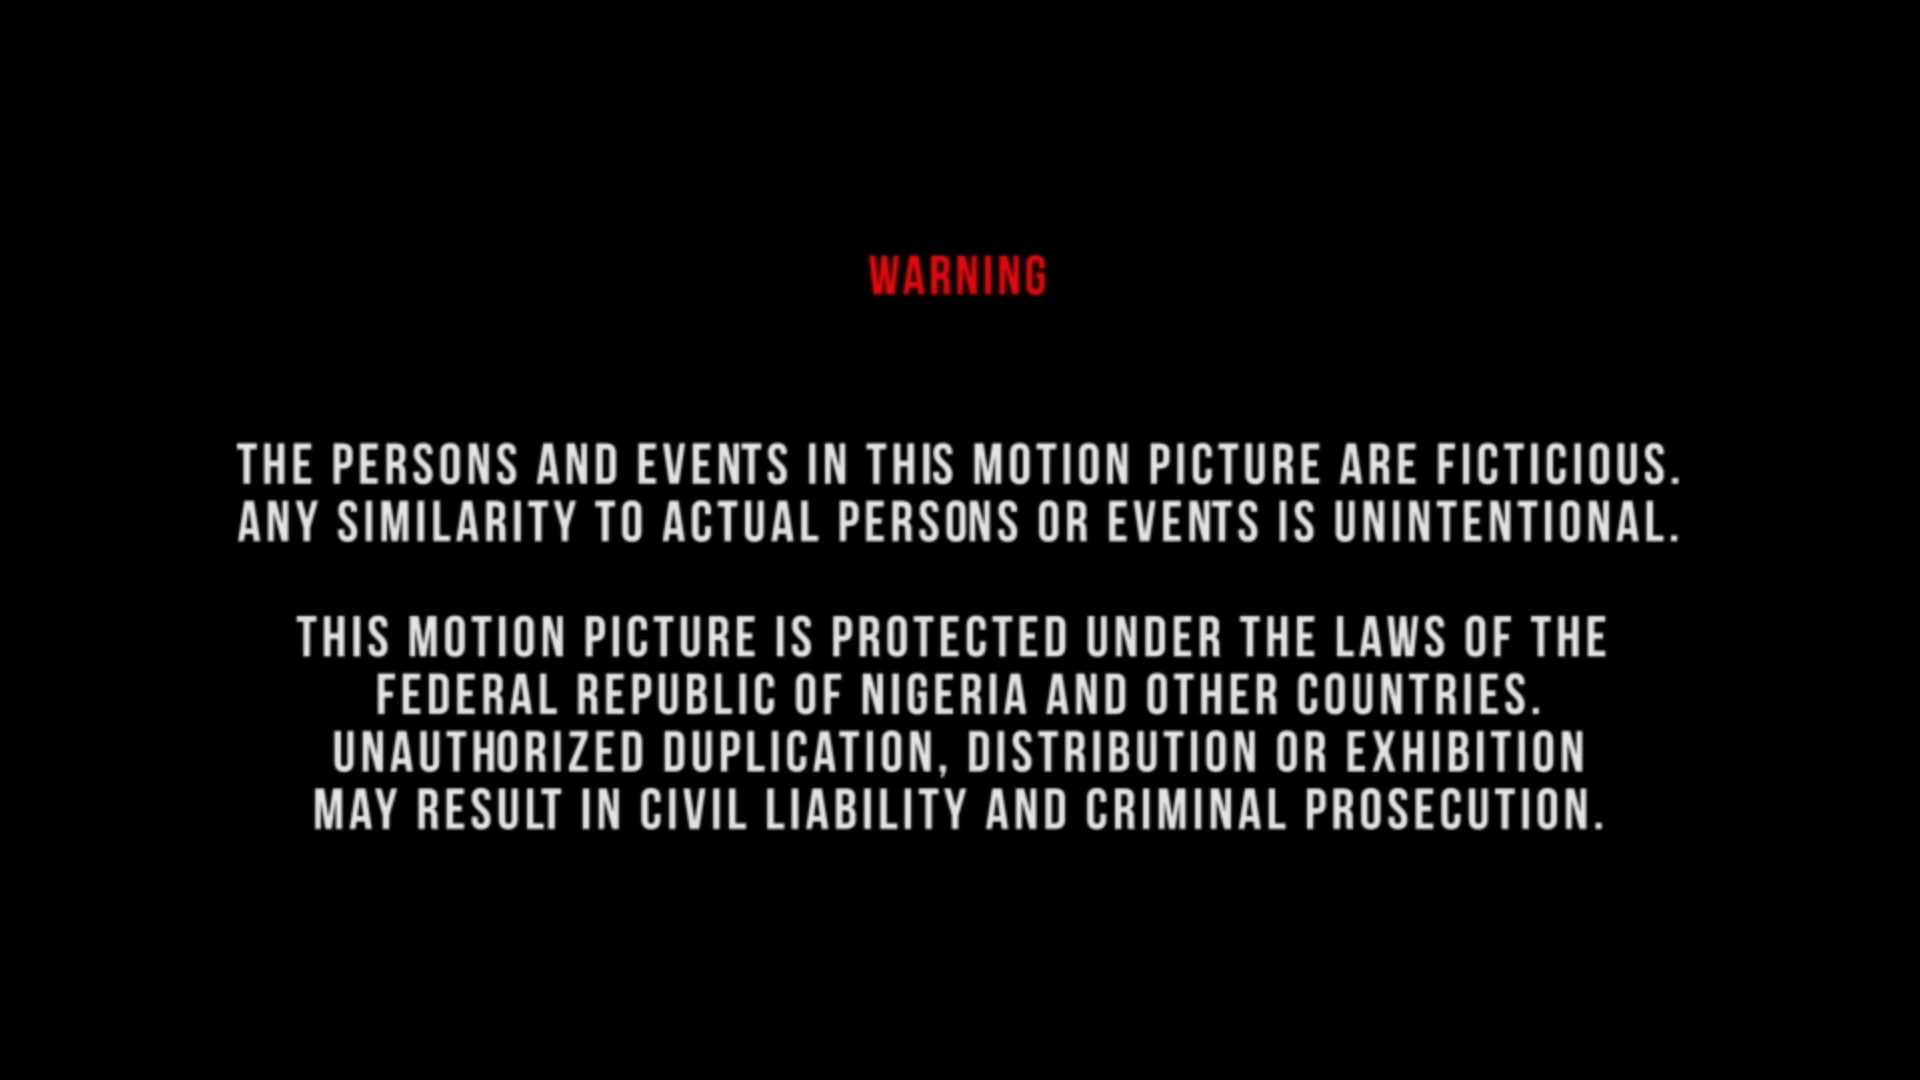 WARNING
THE PERSONS AND EVENTS IN THIS MOTION PICTURE ARE FICTICIOUS.
ANY SIMILARITY TO ACTUAL PERSONS OR EVENTS IS UNINTENTIONAL.
THIS MOTION PICTURE IS PROTECTED UNDER THE LAWS OF THE
FEDERAL REPUBLIC OF NIGERIA AND OTHER COUNTRIES.
UNAUTHORIZED DUPLICATION, DISTRIBUTION OR EXHIBITION
MAY RESULT IN CIVIL LIABILITY AND CRIMINAL PROSECUTION.